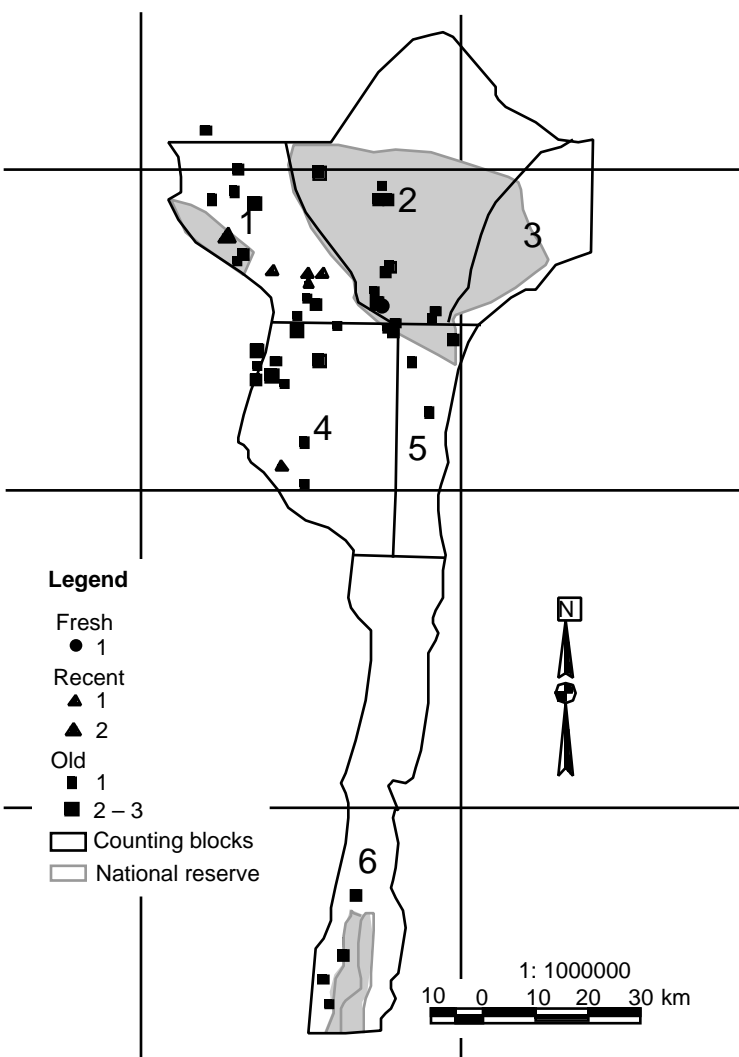 2
1
3
4
5
Legend
Fresh
1
Recent
1
2
Old
1
2 – 3
Counting blocks
National reserve
N
6
1: 1000000
10 0 10 20 30 km